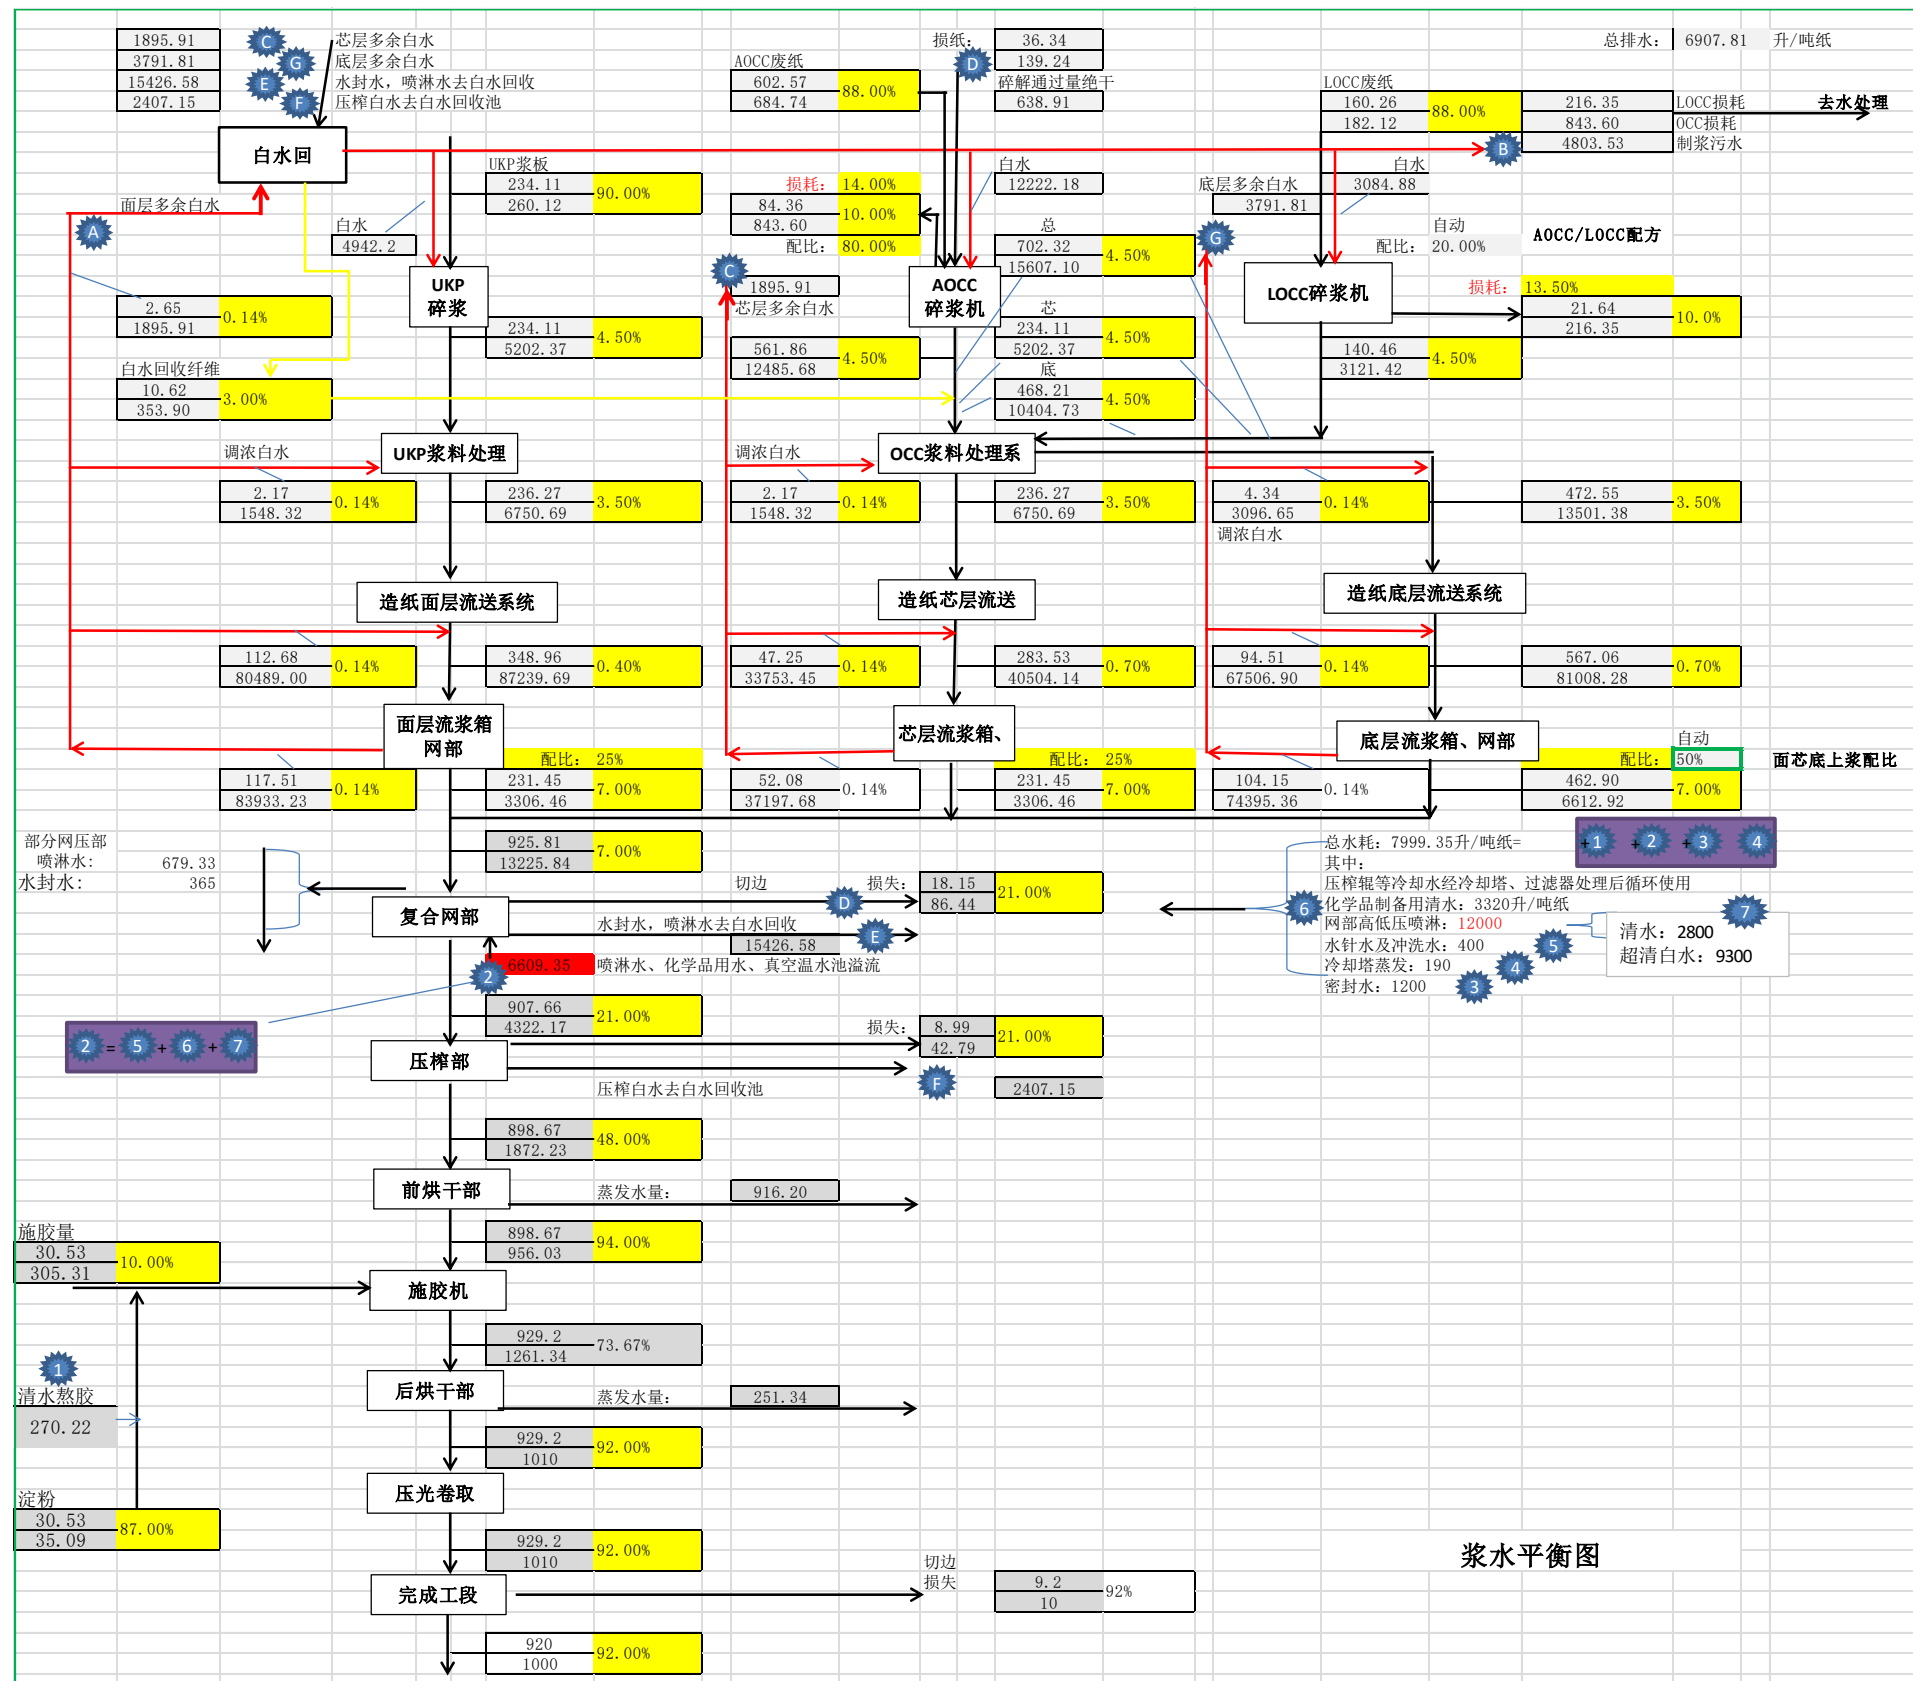 1895.91
C
芯层多余白水
损纸:
36.34
总排水: 6907.81 升/吨纸
3791.81
G
底层多余白水
AOCC废纸
D
139.24
LOCC废纸
15426.58
E
水封水，喷淋水去白水回收
602.57
88.00%
碎解通过量绝干
2407.15
F
压榨白水去白水回收池
684.74
638.91
160.26
88.00%
182.12
216.35
LOCC损耗
去水处理
843.60
OCC损耗
4803.53
制浆污水
B
白水回
UKP浆板
234.11
90.00%
260.12
损耗: 14.00%
84.36
10.00%
843.60
配比: 80.00%
白水
12222.18
白水
3084.88
底层多余白水
3791.81
面层多余白水
A
白水
4942.2
总
702.32
4.50%
15607.10
G
自动
配比: 20.00%
AOCC/LOCC配方
UKP
碎浆
C
1895.91
芯层多余白水
AOCC
碎浆机
LOCC碎浆机
损耗: 13.50%
21.64
10.0%
216.35
2.65
0.14%
1895.91
234.11
4.50%
5202.37
561.86
4.50%
12485.68
芯
234.11
4.50%
5202.37
140.46
4.50%
3121.42
白水回收纤维
10.62
3.00%
353.90
底
468.21
4.50%
10404.73
调浓白水
UKP浆料处理
调浓白水
OCC浆料处理系
2.17
0.14%
1548.32
236.27
3.50%
6750.69
2.17
0.14%
1548.32
236.27
3.50%
6750.69
4.34
0.14%
3096.65
调浓白水
472.55
3.50%
13501.38
造纸面层流送系统
造纸芯层流送
造纸底层流送系统
112.68
0.14%
80489.00
348.96
0.40%
87239.69
47.25
0.14%
33753.45
283.53
0.70%
40504.14
94.51
0.14%
67506.90
567.06
0.70%
81008.28
面层流浆箱
网部
芯层流浆箱、
底层流浆箱、网部
配比: 25%
配比: 25%
自动
配比: 50%
面芯底上浆配比
117.51
0.14%
83933.23
231.45
7.00%
3306.46
52.08
0.14%
37197.68
231.45
7.00%
3306.46
104.15
0.14%
74395.36
462.90
7.00%
6612.92
部分网压部
喷淋水: 679.33
水封水: 365
925.81
7.00%
13225.84
总水耗: 7999.35升/吨纸=
+1 +2 +3 4
其中:
压榨辊等冷却水经冷却塔、过滤器处理后循环使用
化学品制备用清水: 3320升/吨纸
6
网部高低压喷淋: 12000
7
水针水及冲洗水: 400
5
冷却塔蒸发: 190
4
密封水: 1200
3
清水: 2800
超清白水: 9300
复合网部
切边
D
损失: 18.15
21.00%
86.44
水封水，喷淋水去白水回收
E
15426.58
6609.35
喷淋水、化学品用水、真空温水池溢流
2
907.66
21.00%
4322.17
2 = 5 + 6 + 7
压榨部
损失: 8.99
21.00%
42.79
F
压榨白水去白水回收池
2407.15
898.67
48.00%
1872.23
前烘干部
蒸发水量: 916.20
898.67
94.00%
956.03
施胶量
30.53
10.00%
305.31
施胶机
929.2
73.67%
1261.34
1
清水熬胶
270.22
后烘干部
蒸发水量: 251.34
929.2
92.00%
1010
压光卷取
淀粉
30.53
87.00%
35.09
929.2
92.00%
1010
浆水平衡图
完成工段
切边
损失
9.2
92%
10
920
92.00%
1000